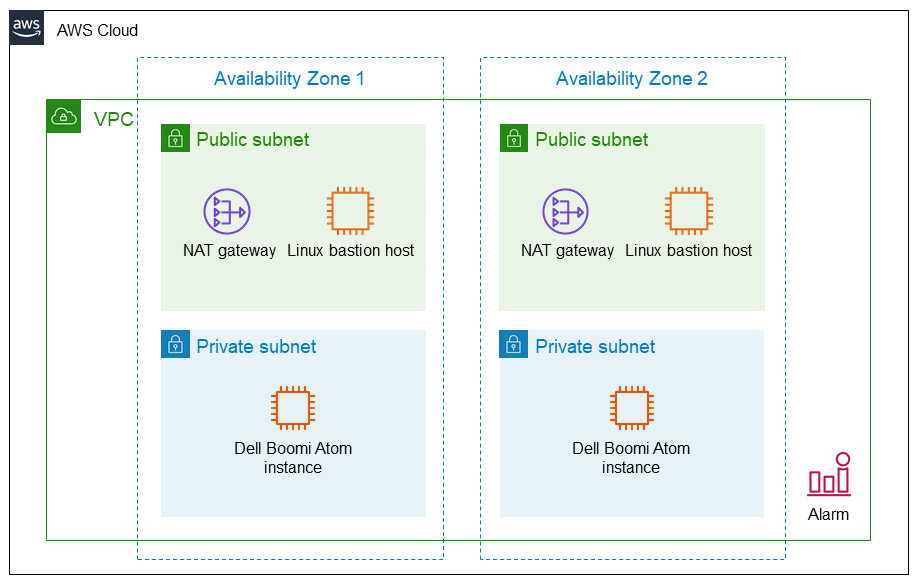 aws
AWS Cloud
Availability Zone 1
Availability Zone 2
VPC
Public subnet
NAT gateway
Linux bastion host
Public subnet
NAT gateway
Linux bastion host
Private subnet
Dell Boomi Atom
instance
Private subnet
Dell Boomi Atom
instance
Alarm